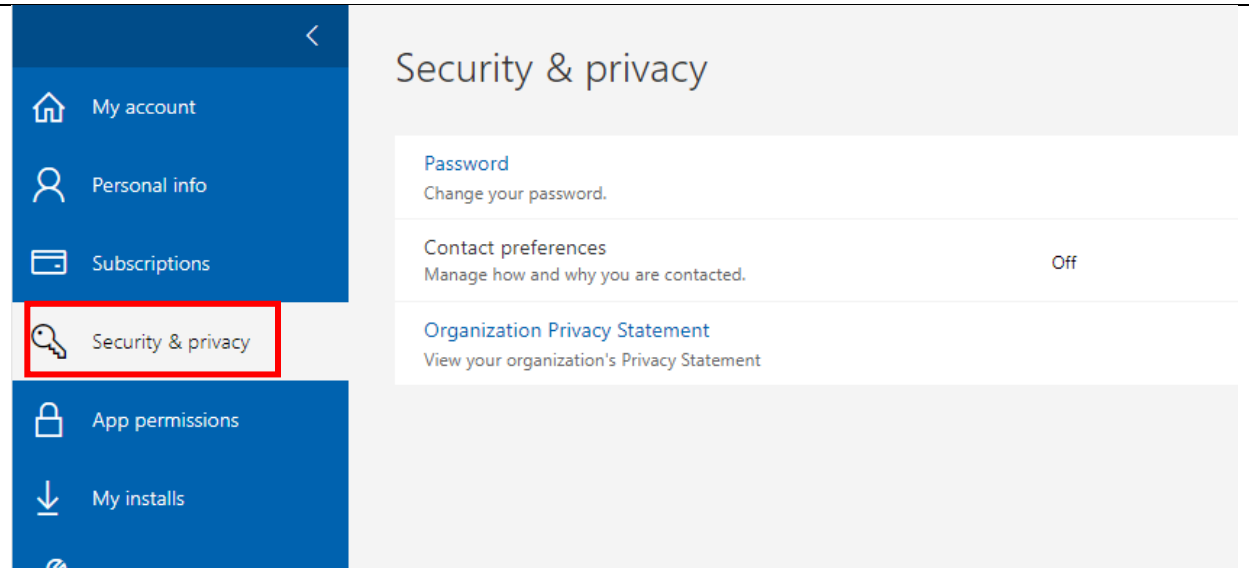 My account
Personal info
Subscriptions
Security & privacy
App permissions
My installs
Security & privacy
Password
Change your password.
Contact preferences
Manage how and why you are contacted.
Off
Organization Privacy Statement
View your organization's Privacy Statement